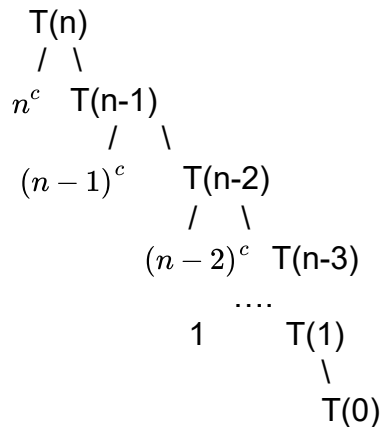 T(n)
/ \
n^c T(n-1)
/ \
(n − 1)^c T(n-2)
/ \
(n − 2)^c T(n-3)
....
1 T(1)
\
T(0)